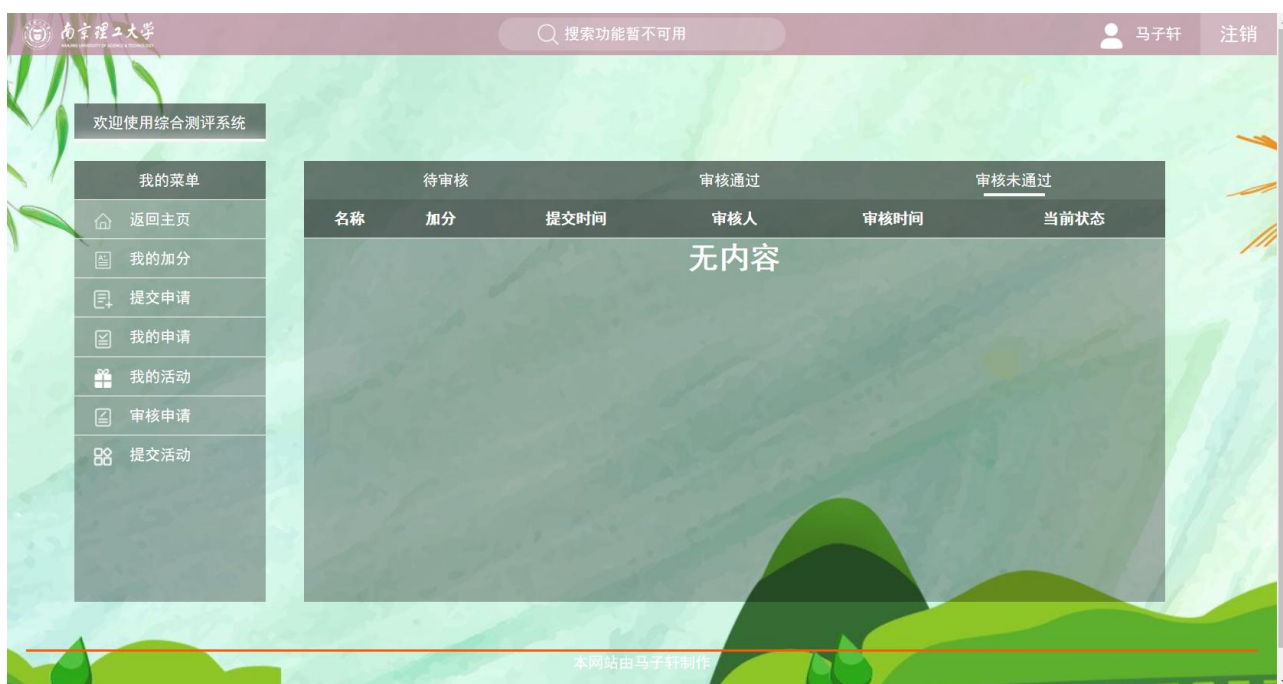 南京理工大学
搜索功能暂不可用
马子轩
注销
欢迎使用综合测评系统
我的菜单
返回主页
我的加分
提交申请
我的申请
我的活动
审核申请
提交活动
待审核 审核通过 审核未通过
名称 加分 提交时间 审核人 审核时间 当前状态
无内容
本网站由马子轩制作